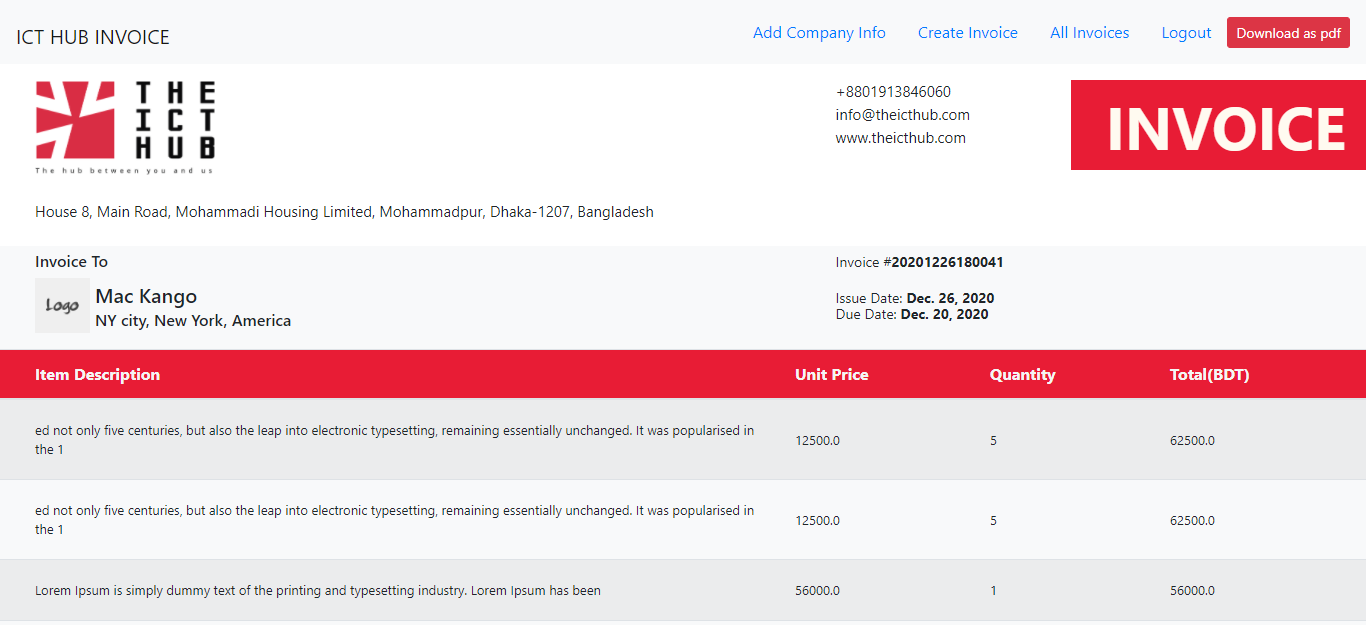 ICT HUB INVOICE
Add Company Info Create Invoice All Invoices Logout Download as pdf
THE
ICT
HUB
The hub between you and us
+8801913846060
info@theicthub.com
www.theicthub.com
INVOICE
House 8, Main Road, Mohammadi Housing Limited, Mohammadpur, Dhaka-1207, Bangladesh
Invoice To
Logo
Mac Kango
NY city, New York, America
Invoice #20201226180041
Issue Date: Dec. 26, 2020
Due Date: Dec. 20, 2020
Item Description Unit Price Quantity Total(BDT)
ed not only five centuries, but also the leap into electronic typesetting, remaining essentially unchanged. It was popularised in
the 1
12500.0 5 62500.0
ed not only five centuries, but also the leap into electronic typesetting, remaining essentially unchanged. It was popularised in
the 1
12500.0 5 62500.0
Lorem Ipsum is simply dummy text of the printing and typesetting industry. Lorem Ipsum has been 56000.0 1 56000.0